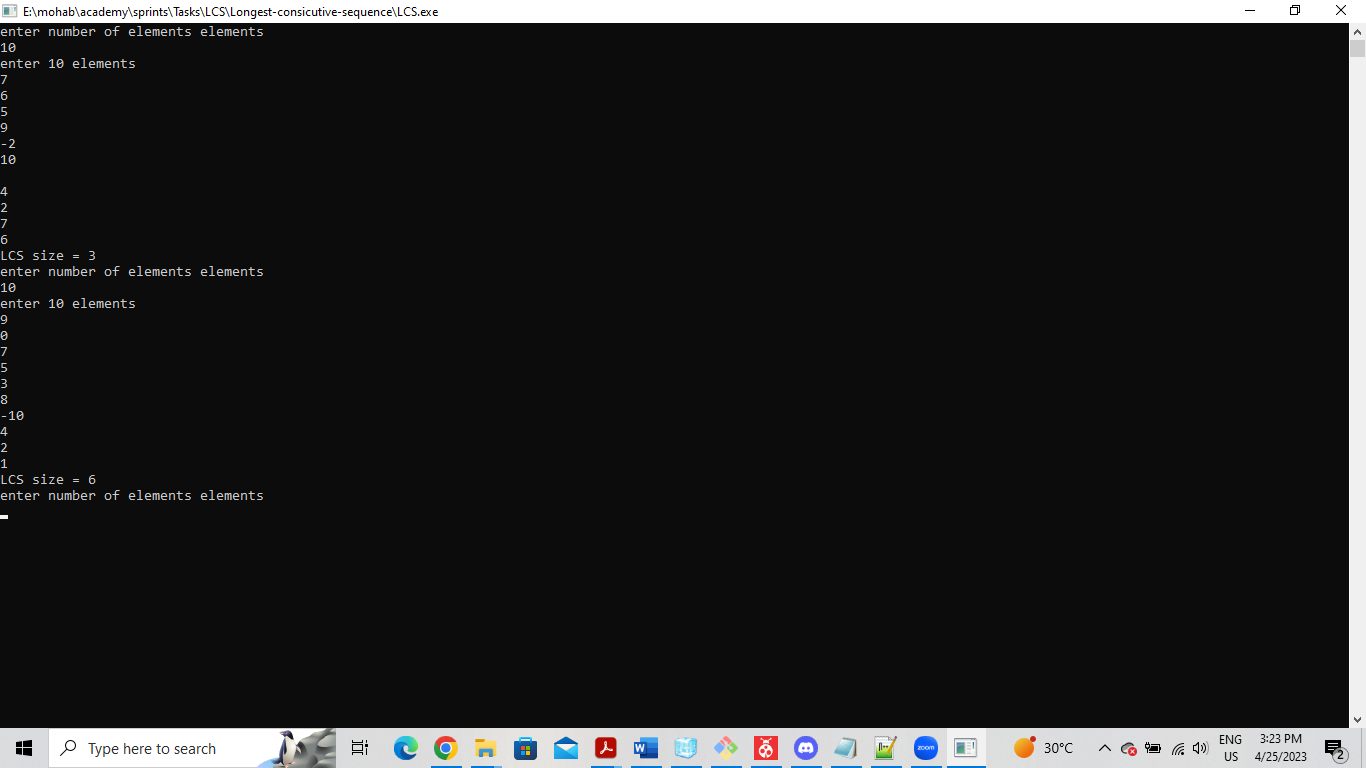 E:\mohab\academy\sprints\Tasks\LCS\Longest-consicutive-sequence\LCS.exe
enter number of elements elements
10
enter 10 elements
7
6
5
9
-2
10
4
2
7
6
LCS size = 3
enter number of elements elements
10
enter 10 elements
9
0
7
5
3
8
-10
4
2
1
LCS size = 6
enter number of elements elements
Type here to search
W
zoom
30°C
ENG
US
3:23 PM
4/25/2023
2